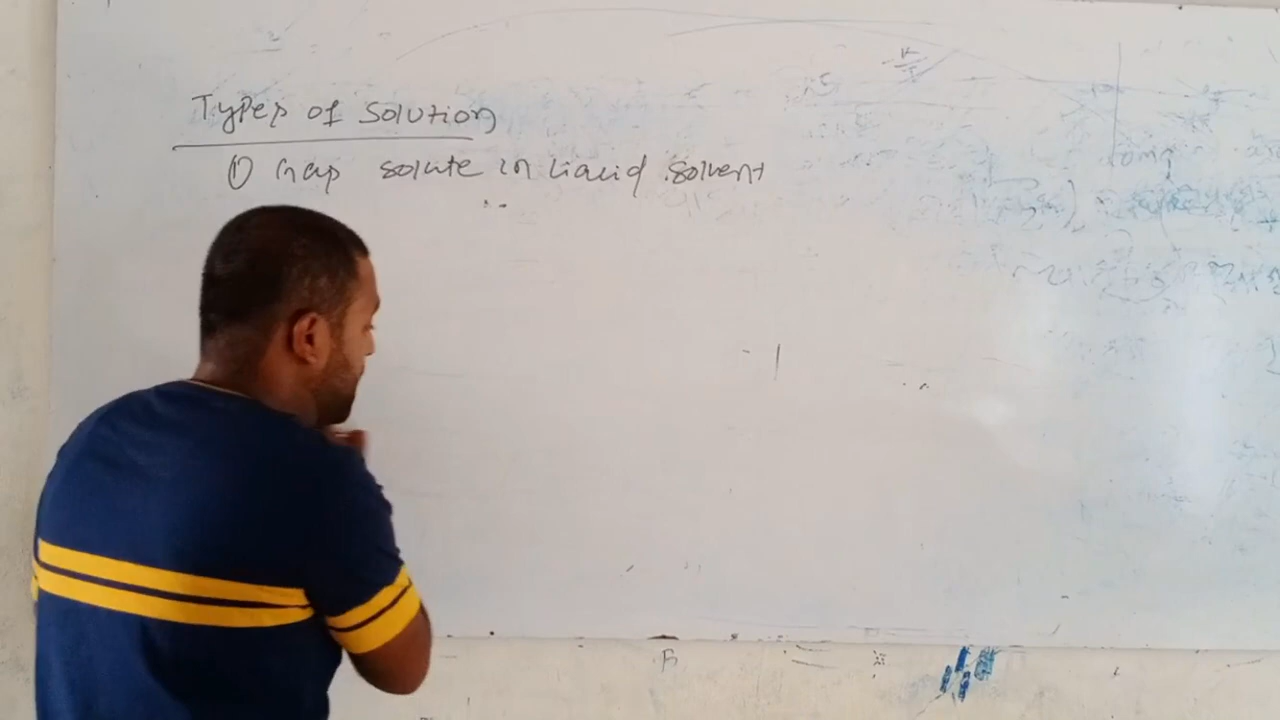 Types of Solution
① Gas solute in Liquid solvent